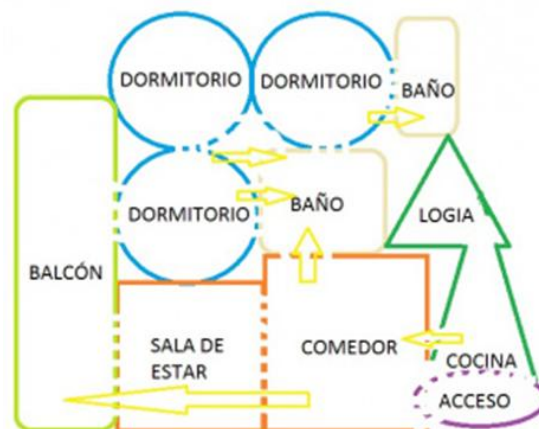 DORMITORIO
DORMITORIO
BAÑO
DORMITORIO
BAÑO
LOGIA
BALCÓN
SALA DE
ESTAR
COMEDOR
COCINA
ACCESO